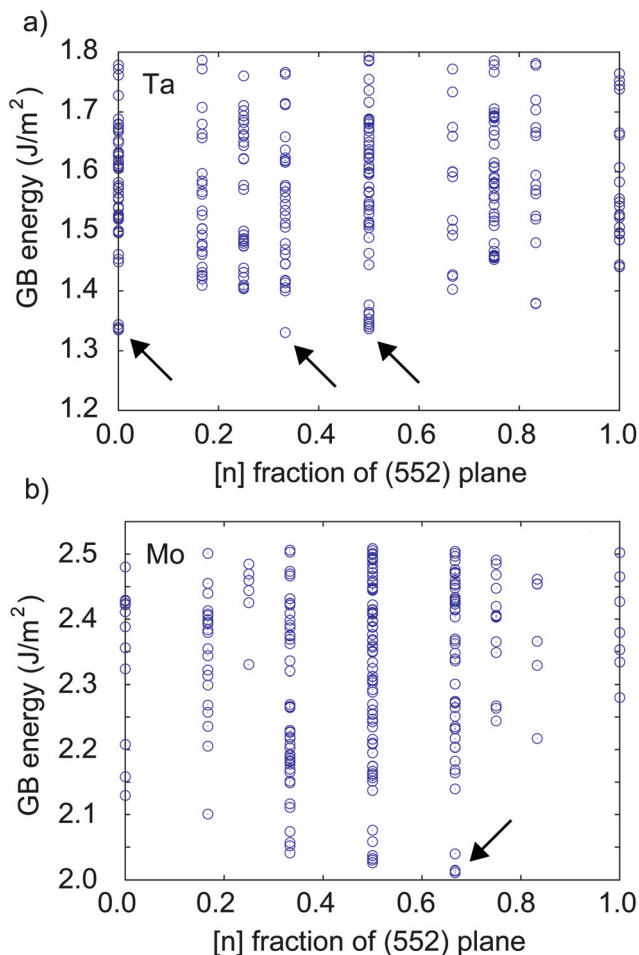 a)
1.8
Ta
1.7
1.6
1.5
1.4
1.3
1.2
GB energy (J/m²)
0.0 0.2 0.4 0.6 0.8 1.0
[n] fraction of (552) plane
b)
Mo
2.5
2.4
2.3
2.2
2.1
2.0
GB energy (J/m²)
0.0 0.2 0.4 0.6 0.8 1.0
[n] fraction of (552) plane